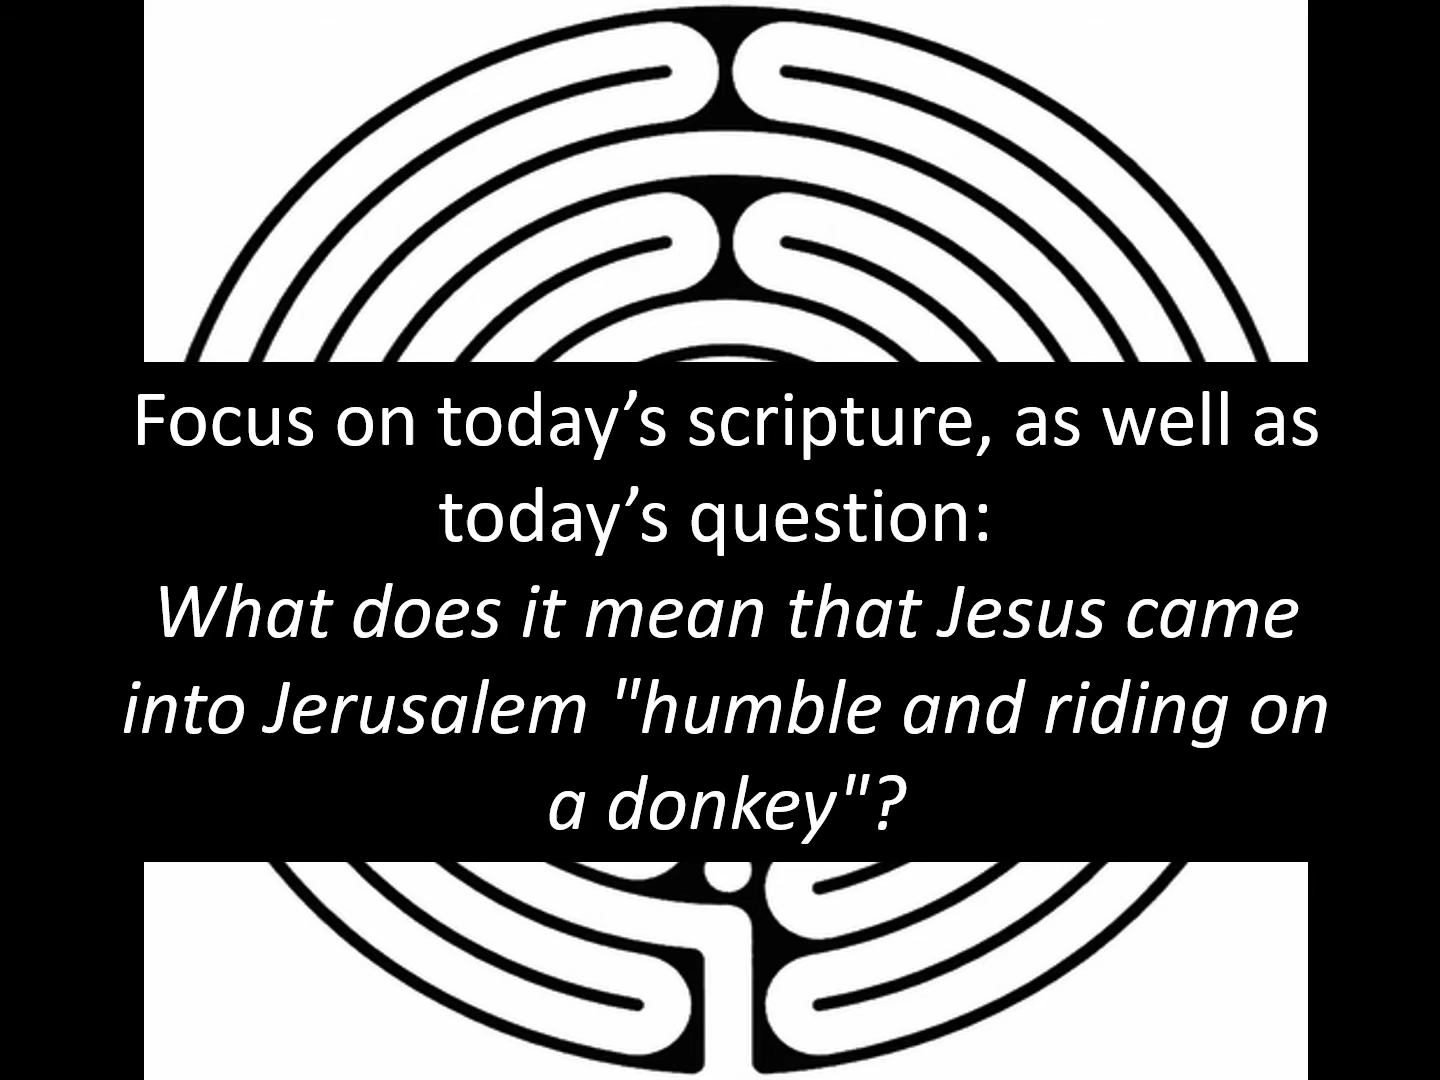 Focus on today’s scripture, as well as
today’s question:
What does it mean that Jesus came
into Jerusalem "humble and riding on
a donkey"?